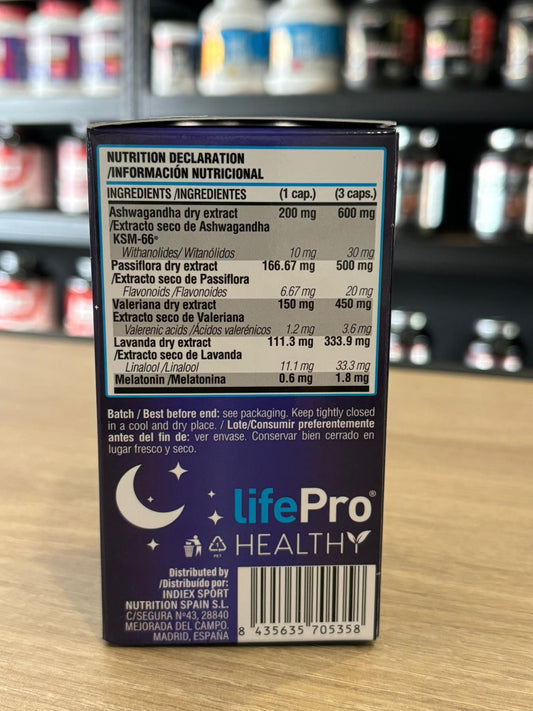 NUTRITION DECLARATION
/INFORMACIÓN NUTRICIONAL
INGREDIENTS /INGREDIENTES (1 cap.) (3 caps.)
Ashwagandha dry extract 200 mg 600 mg
/Extracto seco de Ashwagandha
KSM-66®
Withanolides/ Witanólidos 10 mg 30 mg
Passiflora dry extract 166.67 mg 500 mg
/Extracto seco de Passiflora
Flavonoids /Flavonoides 6.67 mg 20 mg
Valeriana dry extract 150 mg 450 mg
Extracto seco de Valeriana
Valerenic acids /Ácidos valerénicos 1.2 mg 3.6 mg
Lavanda dry extract 111.3 mg 333.9 mg
/Extracto seco de Lavanda
Linalool /Linalool 11.1 mg 33.3 mg
Melatonin /Melatonina 0.6 mg 1.8 mg
Batch / Best before end: see packaging. Keep tightly closed
in a cool and dry place. / Lote/Consumir preferentemente
antes del fin de: ver envase. Conservar bien cerrado en
lugar fresco y seco.
lifePro®
HEALTHY
1
PET
Distributed by
/Distribuído por:
INDIEX SPORT
NUTRITION SPAIN S.L.
C/SEGURA Nº43, 28840
MEJORADA DEL CAMPO.
MADRID, ESPAÑA
8 435635 705358